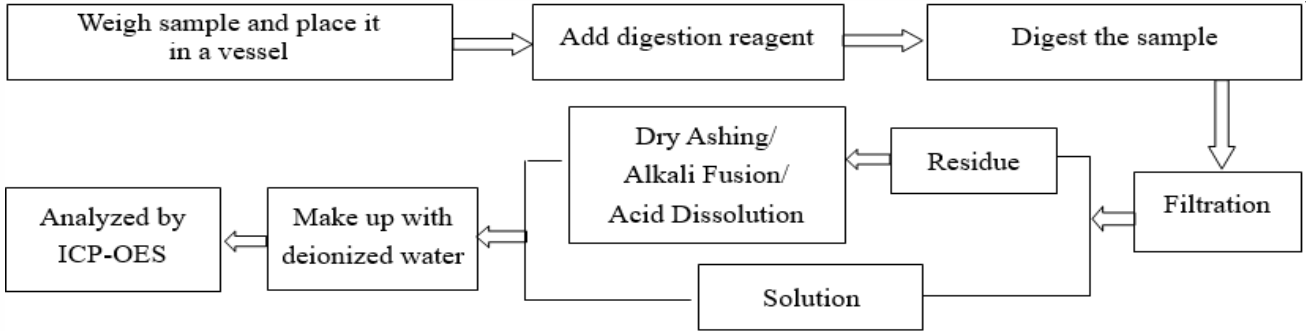 Weigh sample and place it
in a vessel
Add digestion reagent
Digest the sample
Filtration
Residue
Dry Ashing/
Alkali Fusion/
Acid Dissolution
Solution
Make up with
deionized water
Analyzed by
ICP-OES